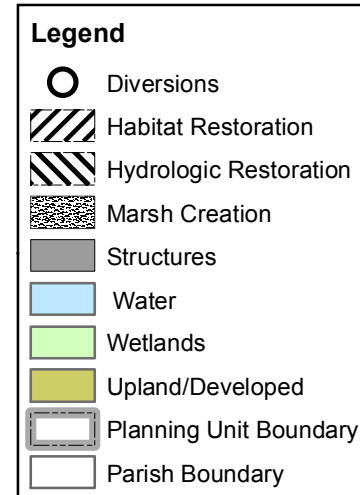 Legend
Diversions
Habitat Restoration
Hydrologic Restoration
Marsh Creation
Structures
Water
Wetlands
Upland/Developed
Planning Unit Boundary
Parish Boundary